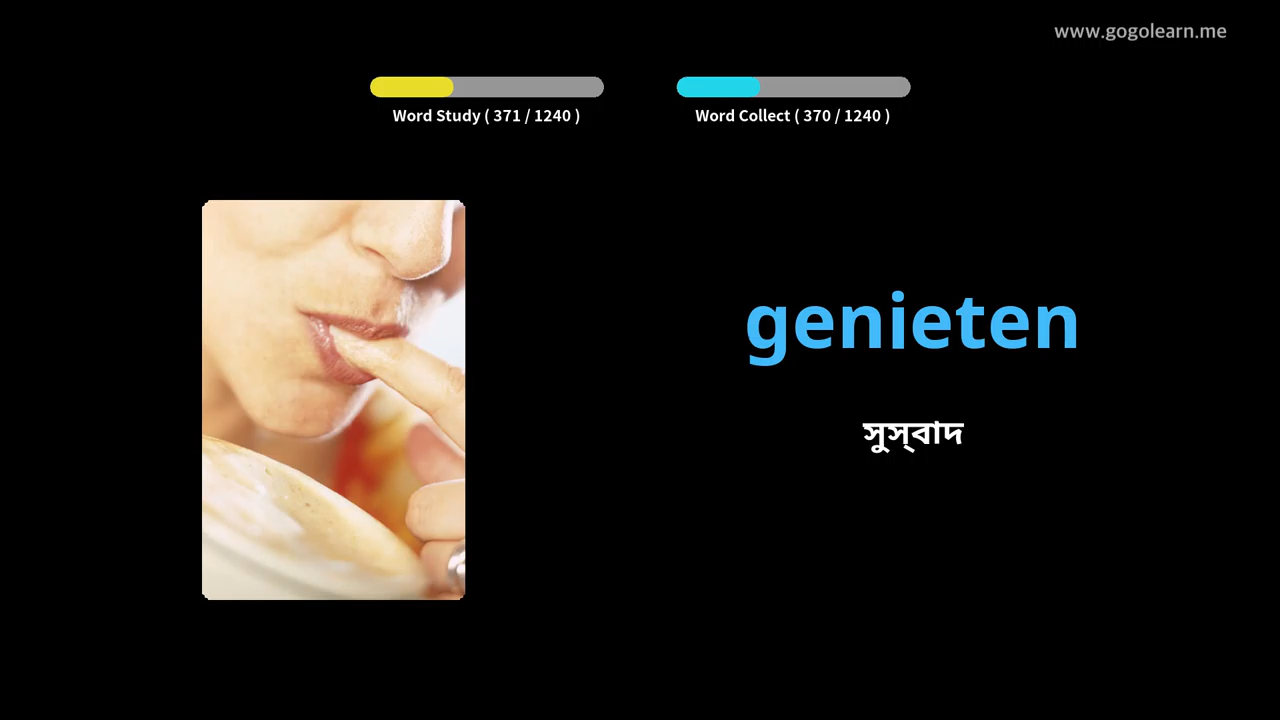 www.gogolearn.me
Word Study ( 371 / 1240 )
Word Collect ( 370 / 1240 )
genieten
সুস্‌বাদ